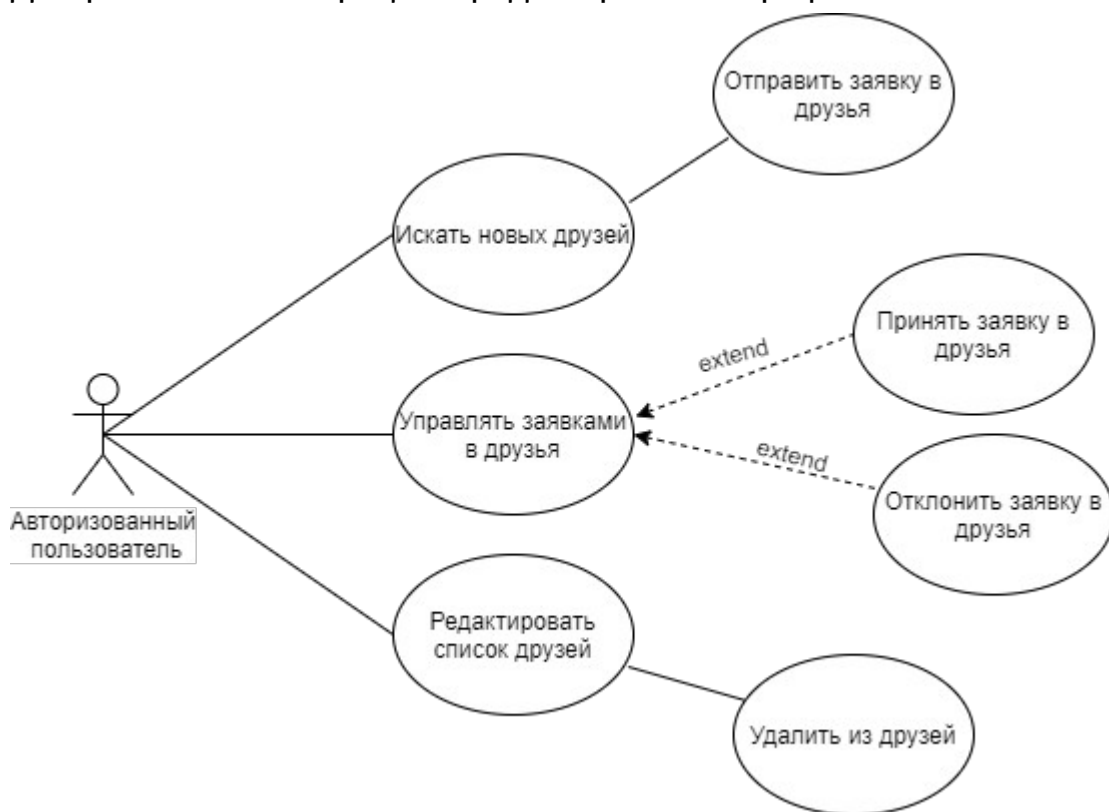 Отправить заявку в
друзья
Искать новых друзей
Принять заявку в
друзья
extend
Управлять заявками
в друзья
extend
Отклонить заявку в
друзья
Авторизованный
пользователь
Редактировать
список друзей
Удалить из друзей